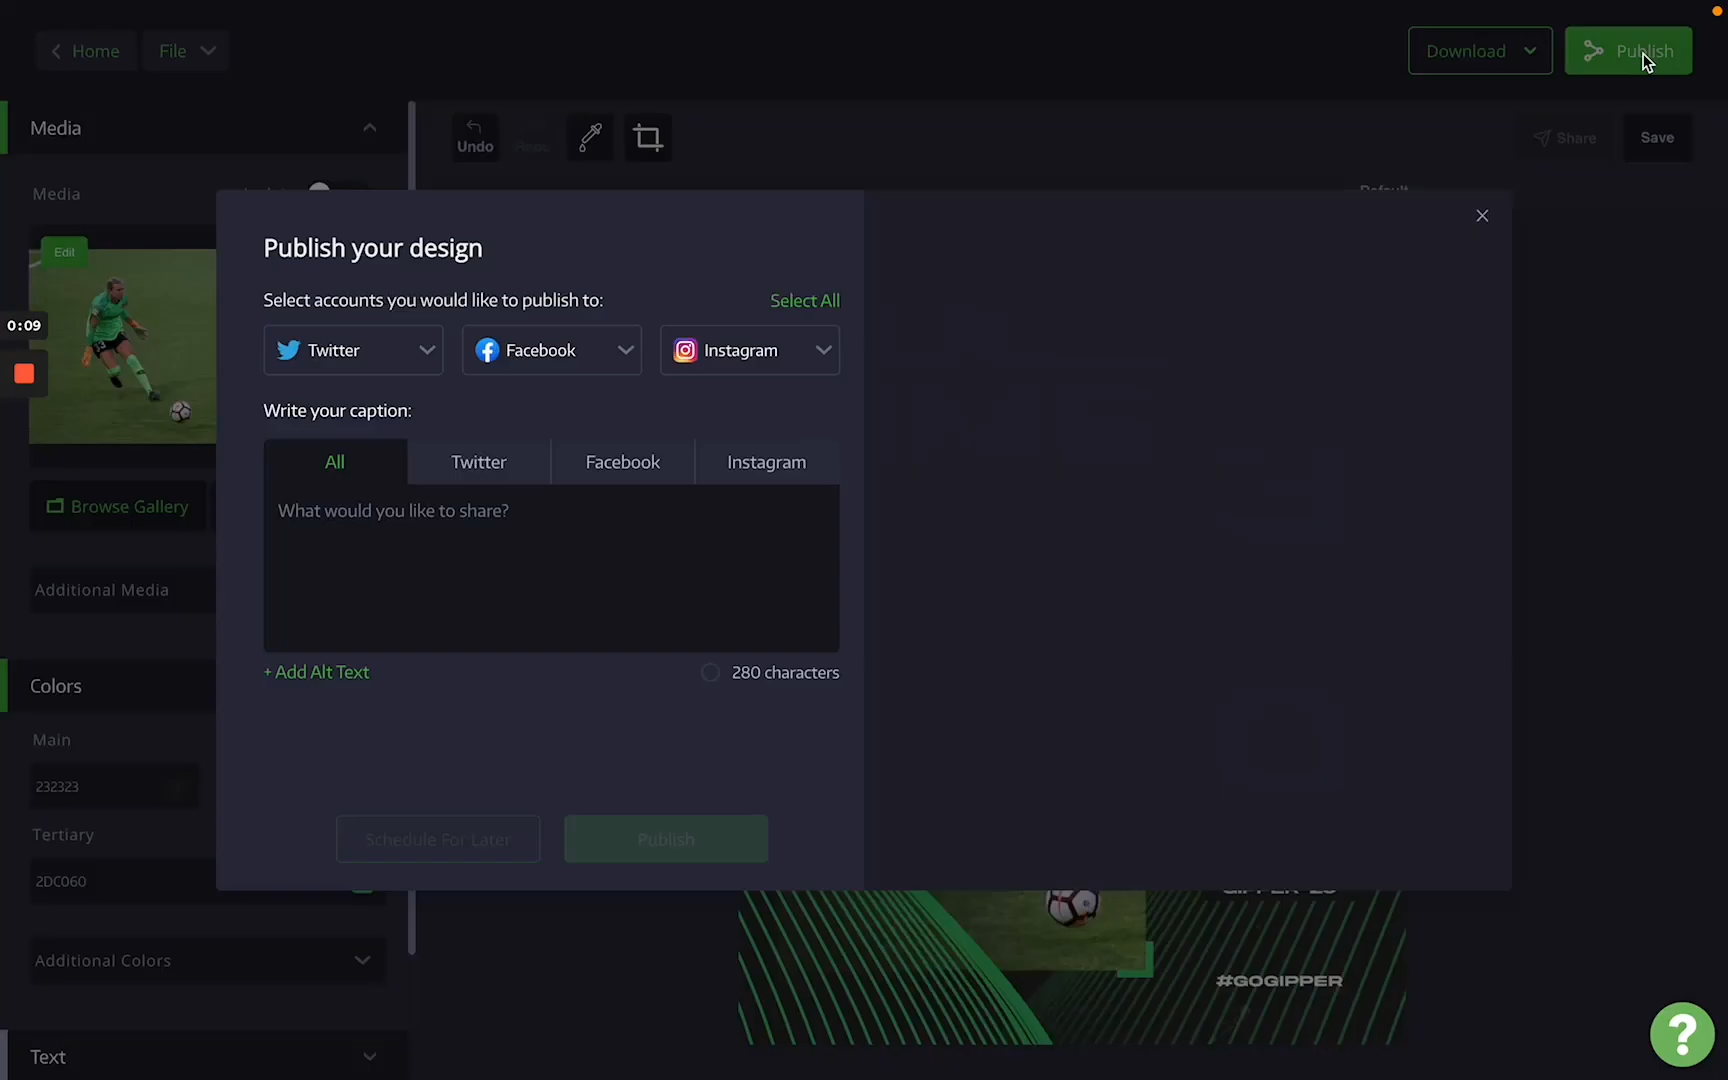 Home
File
Download
Publish
Media
Undo
Share
Save
Media
Default
Edit
0:09
Publish your design
Select accounts you would like to publish to:
Select All
Twitter
Facebook
Instagram
Write your caption:
All
Twitter
Facebook
Instagram
What would you like to share?
Browse Gallery
Additional Media
+ Add Alt Text
280 characters
Colors
Main
232323
Tertiary
2DC060
Schedule For Later
Publish
Additional Colors
#GOGIPPER
Text
?